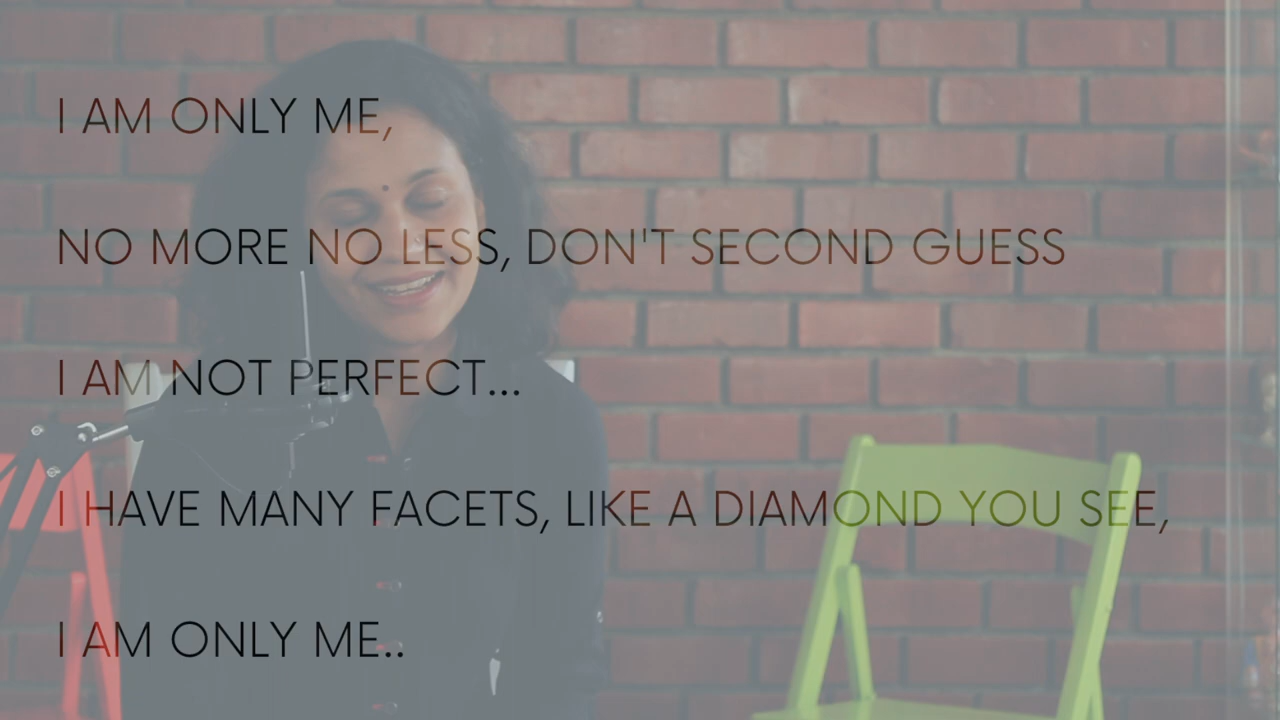 I AM ONLY ME,
NO MORE NO LESS, DON'T SECOND GUESS
I AM NOT PERFECT...
I HAVE MANY FACETS, LIKE A DIAMOND YOU SEE,
I AM ONLY ME..